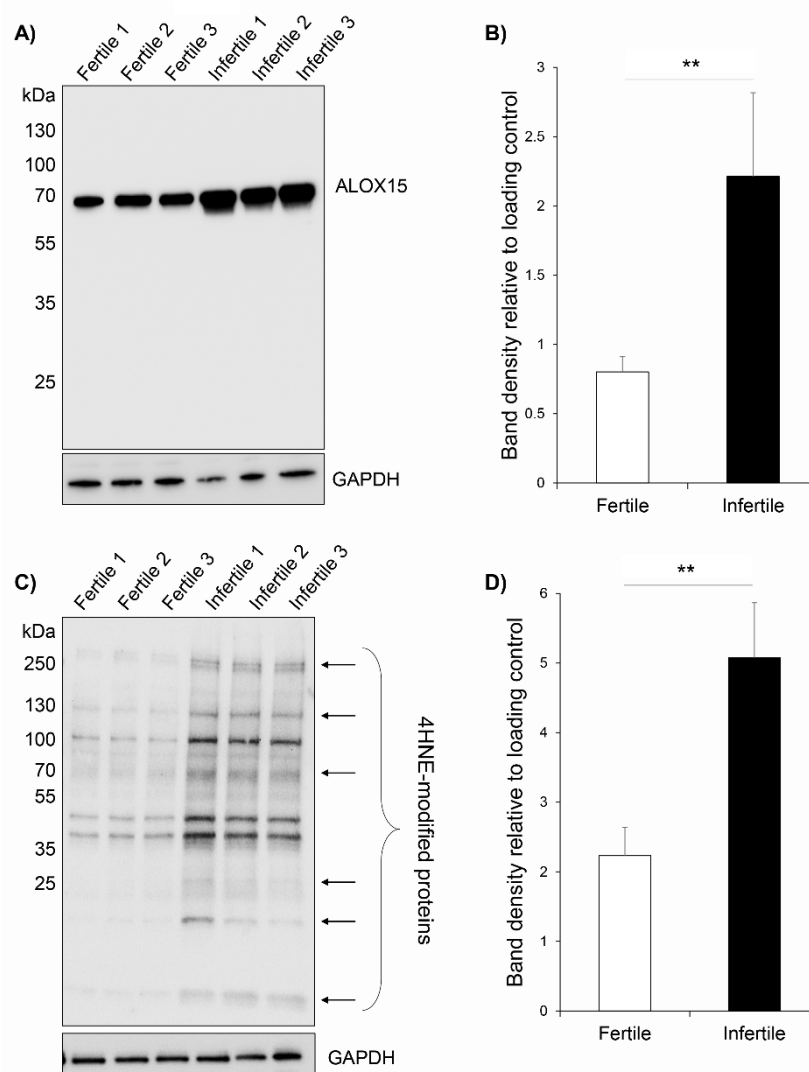 A)
Fertile 1
Fertile 2
Fertile 3
Infertile 1
Infertile 2
Infertile 3
kDa
130
100
70
55
35
25
ALOX15
GAPDH
B)
Band density relative to loading control
3
2.5
2
1.5
1
0.5
0
**
Fertile
Infertile
C)
Fertile 1
Fertile 2
Fertile 3
Infertile 1
Infertile 2
Infertile 3
kDa
250
130
100
70
55
35
25
4HNE-modified proteins
GAPDH
D)
Band density relative to loading control
6
5
4
3
2
1
0
**
Fertile
Infertile